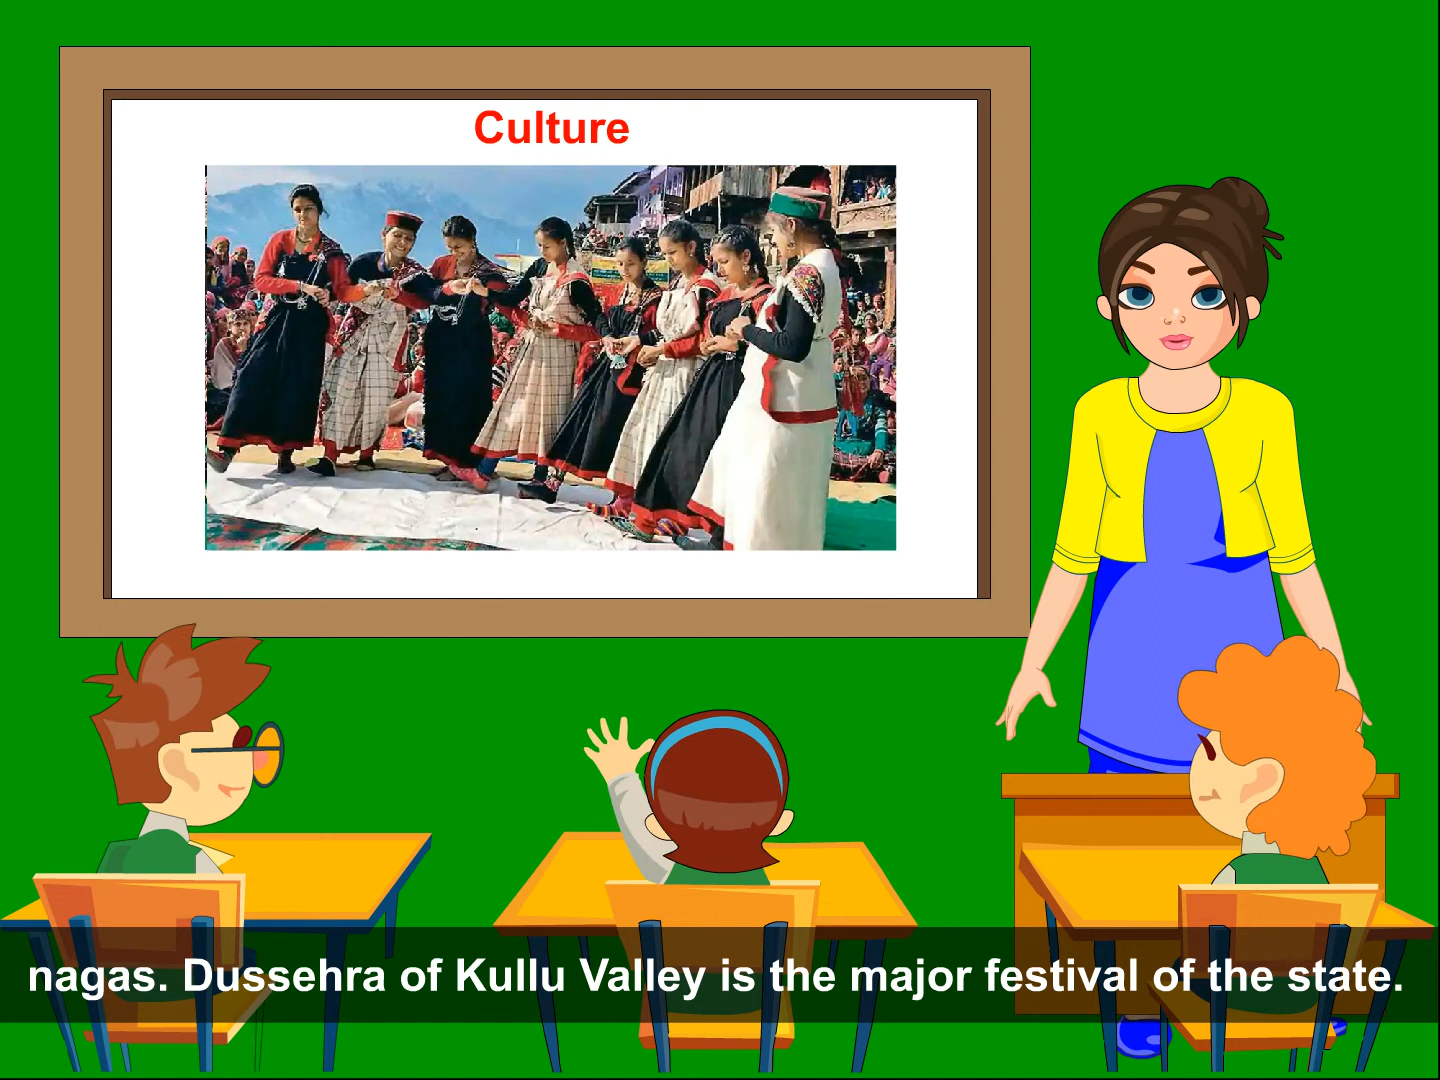 Culture
nagas. Dussehra of Kullu Valley is the major festival of the state.